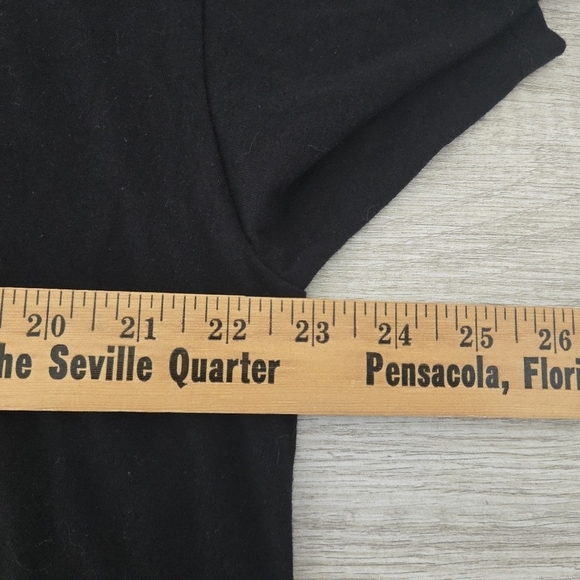 20 21 22 23 24 25 26
he Seville Quarter Pensacola, Flori